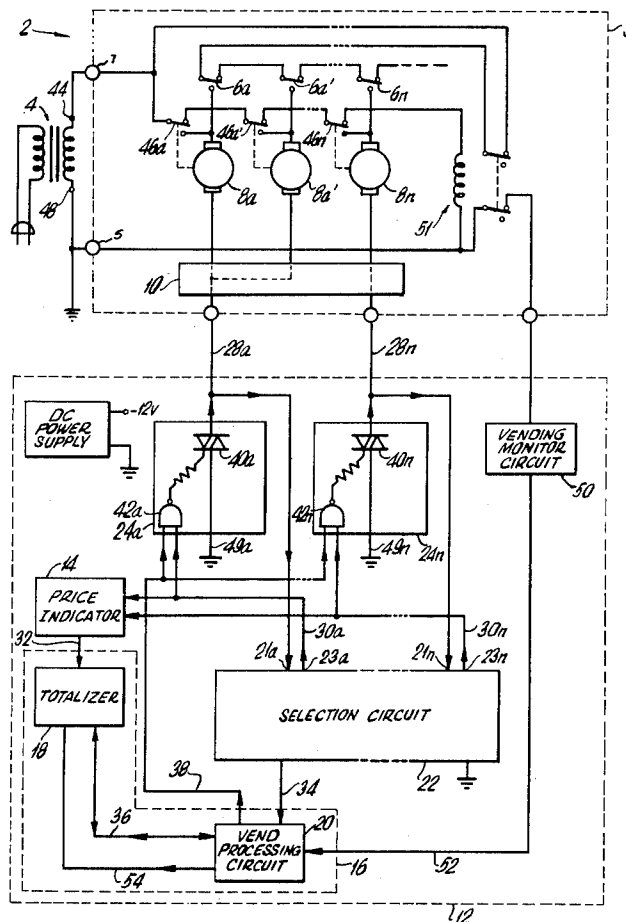 2
7
44
4
48
5
6a
6a'
6n
46a
46a'
46n
8a
8a'
8n
51
10
28a
28n
DC
POWER
SUPPLY
-12V
40a
40n
42a
24a
49a
42n
49n
24n
VENDING
MONITOR
CIRCUIT
50
14
PRICE
INDICATOR
32
30a
30n
21a
23a
21n
23n
TOTALIZER
18
SELECTION
CIRCUIT
22
38
34
36
20
VEND
PROCESSING
CIRCUIT
16
52
54
12